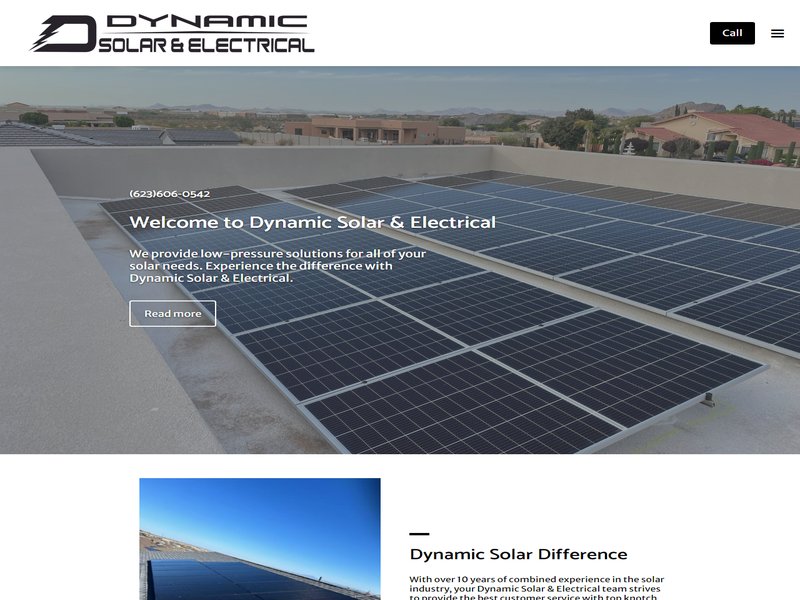 DYNAMIC
SOLAR & ELECTRICAL
Call
(623)606-0542
Welcome to Dynamic Solar & Electrical
We provide low-pressure solutions for all of your
solar needs. Experience the difference with
Dynamic Solar & Electrical.
Read more
Dynamic Solar Difference
With over 10 years of combined experience in the solar
industry, your Dynamic Solar & Electrical team strives
to provide the best customer service with top knotch